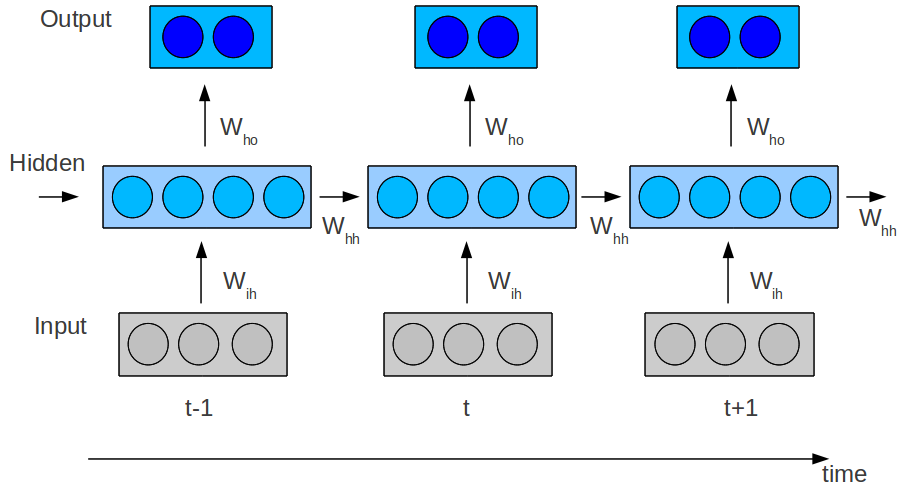 Output
W_ho W_ho W_ho
Hidden
W_hh W_hh W_hh
W_ih W_ih W_ih
Input
t-1 t t+1
time